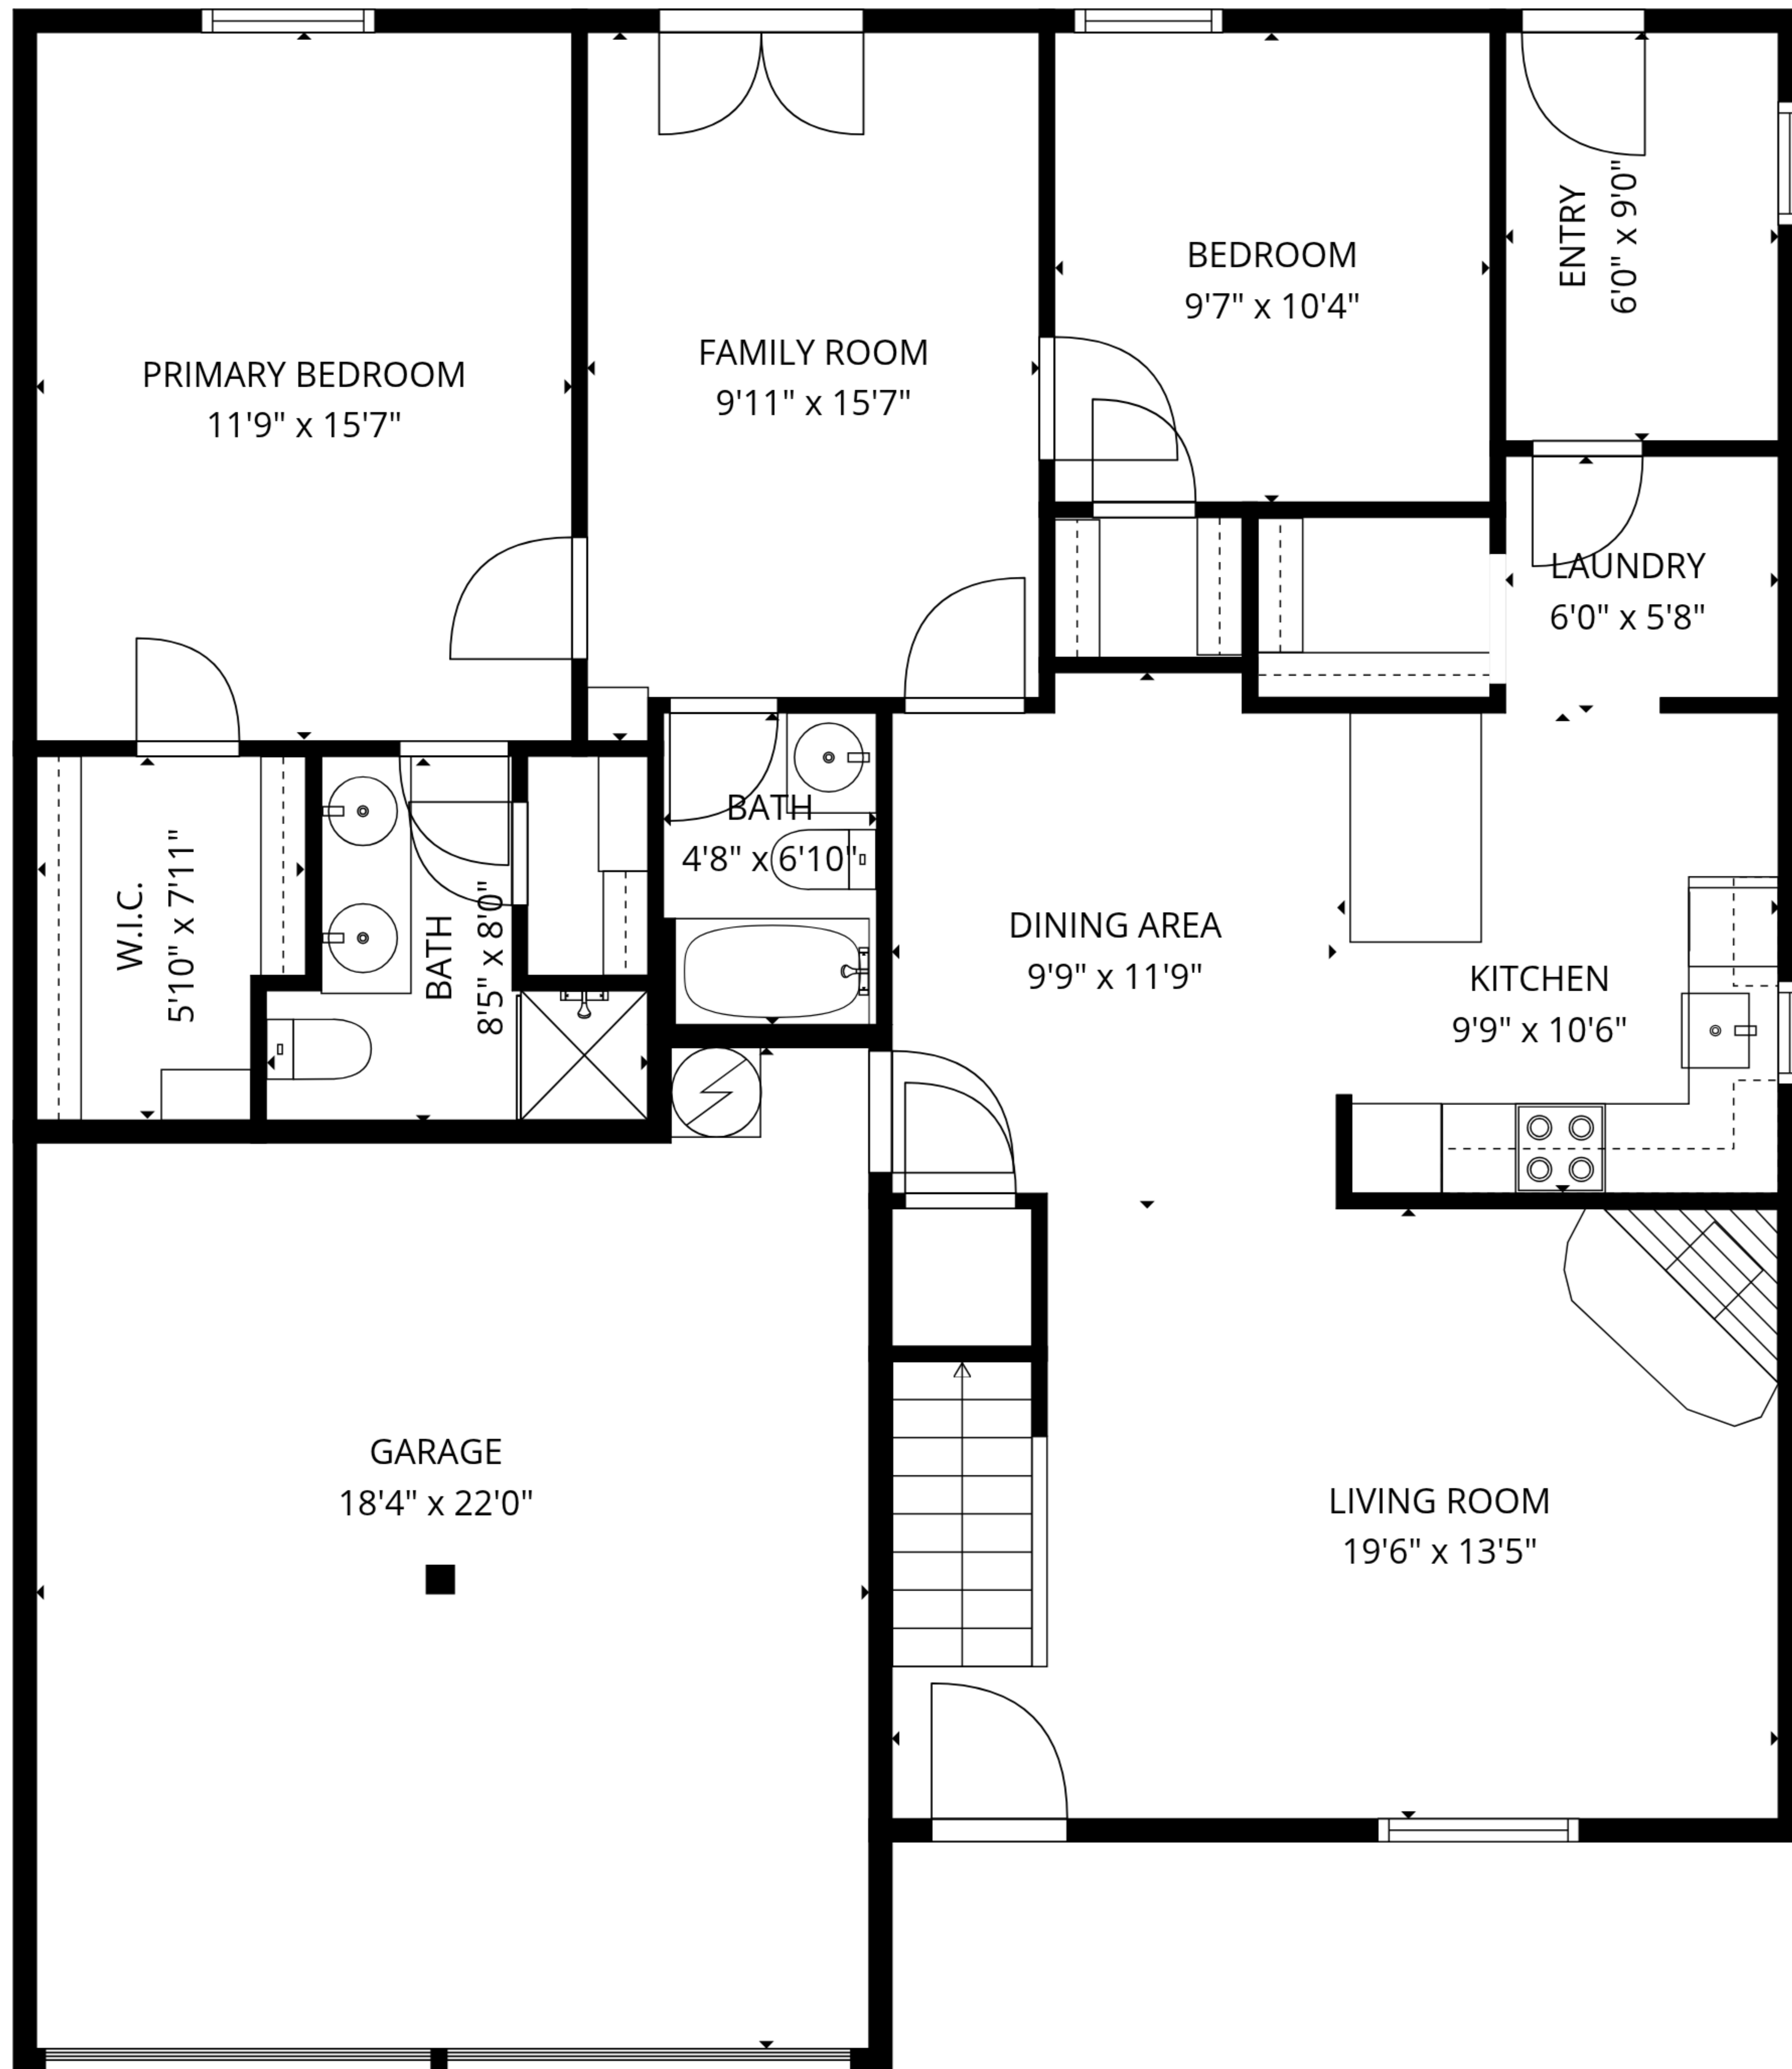 PRIMARY BEDROOM
11'9" x 15'7"
FAMILY ROOM
9'11" x 15'7"
BEDROOM
9'7" x 10'4"
ENTRY
6'0" x 9'0"
LAUNDRY
6'0" x 5'8"
W.I.C.
5'10" x 7'11"
BATH
8'5" x 8'0"
BATH
4'8" x 6'10"
DINING AREA
9'9" x 11'9"
KITCHEN
9'9" x 10'6"
GARAGE
18'4" x 22'0"
LIVING ROOM
19'6" x 13'5"